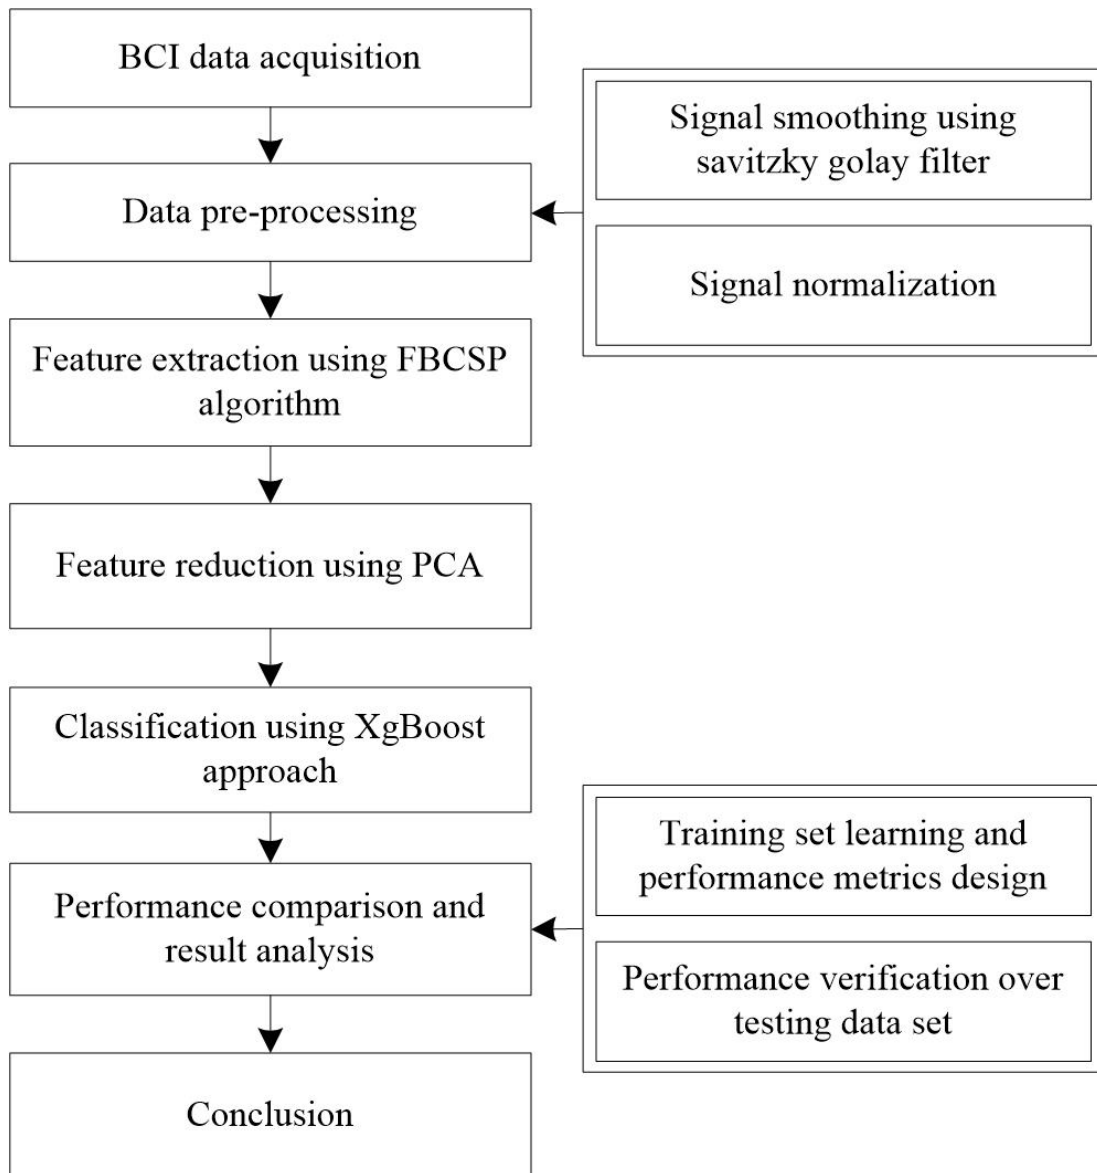 BCI data acquisition
Signal smoothing using
savitzky golay filter
Data pre-processing
Signal normalization
Feature extraction using FBCSP
algorithm
Feature reduction using PCA
Classification using XgBoost
approach
Training set learning and
performance metrics design
Performance comparison and
result analysis
Performance verification over
testing data set
Conclusion